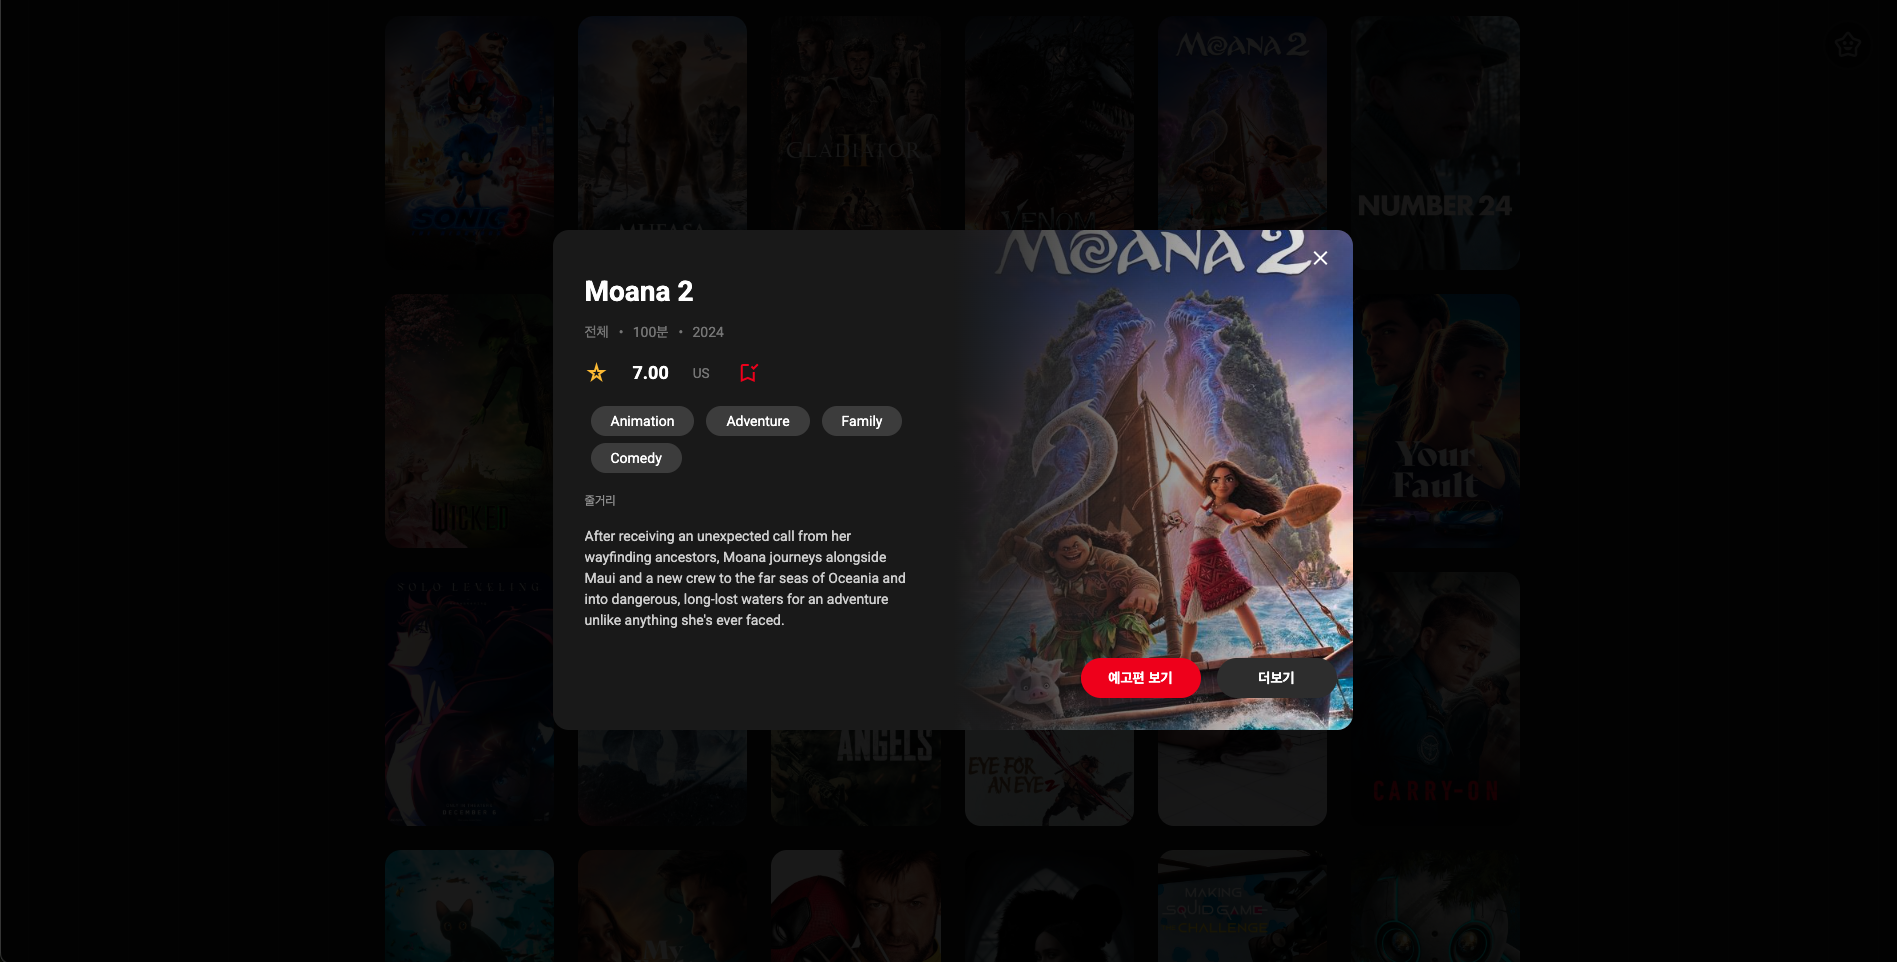 MOANA 2
GLADIATOR
II
SONIC 3
MUFASA
VENOM
NUMBER 24
MOANA 2
Moana 2
전체 • 100분 • 2024
7.00 US
Animation Adventure Family
Comedy
줄거리
After receiving an unexpected call from her
wayfinding ancestors, Moana journeys alongside
Maui and a new crew to the far seas of Oceania and
into dangerous, long-lost waters for an adventure
unlike anything she's ever faced.
예고편 보기 더보기
WICKED
Your
Fault
SOLO LEVELING
DECEMBER 6
ANGELS
EYE FOR
AN EYE 2
CARRY-ON
My
MAKING
SQUID GAME
CHALLENGE